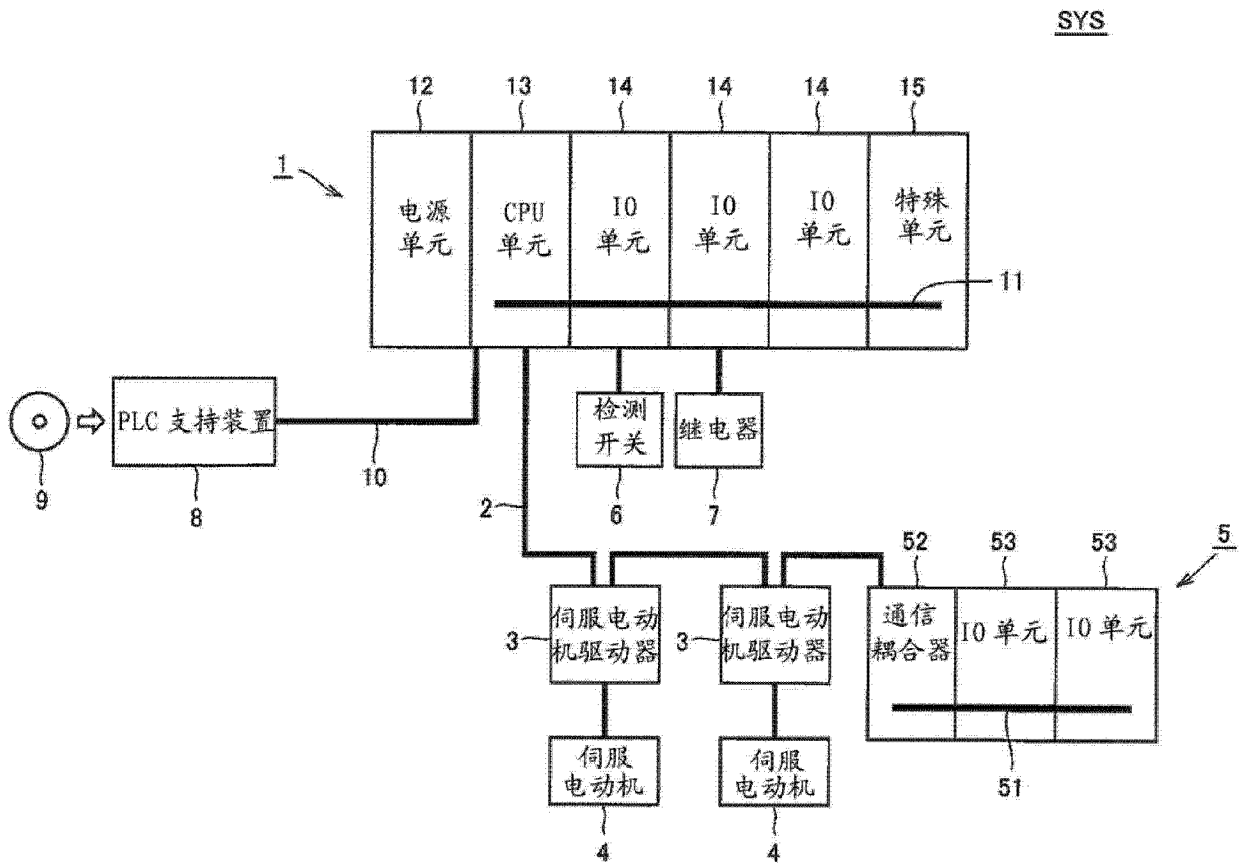 SYS
12
13
14
14
14
15
1
电源
单元
CPU
单元
IO
单元
IO
单元
IO
单元
特殊
单元
11
PLC 支持装置
检测
开关
继电器
9
8
10
6
7
2
52
53
53
5
3
伺服电动
机驱动器
3
伺服电动
机驱动器
通信
耦合器
IO 单元
IO 单元
51
伺服
电动机
伺服
电动机
4
4